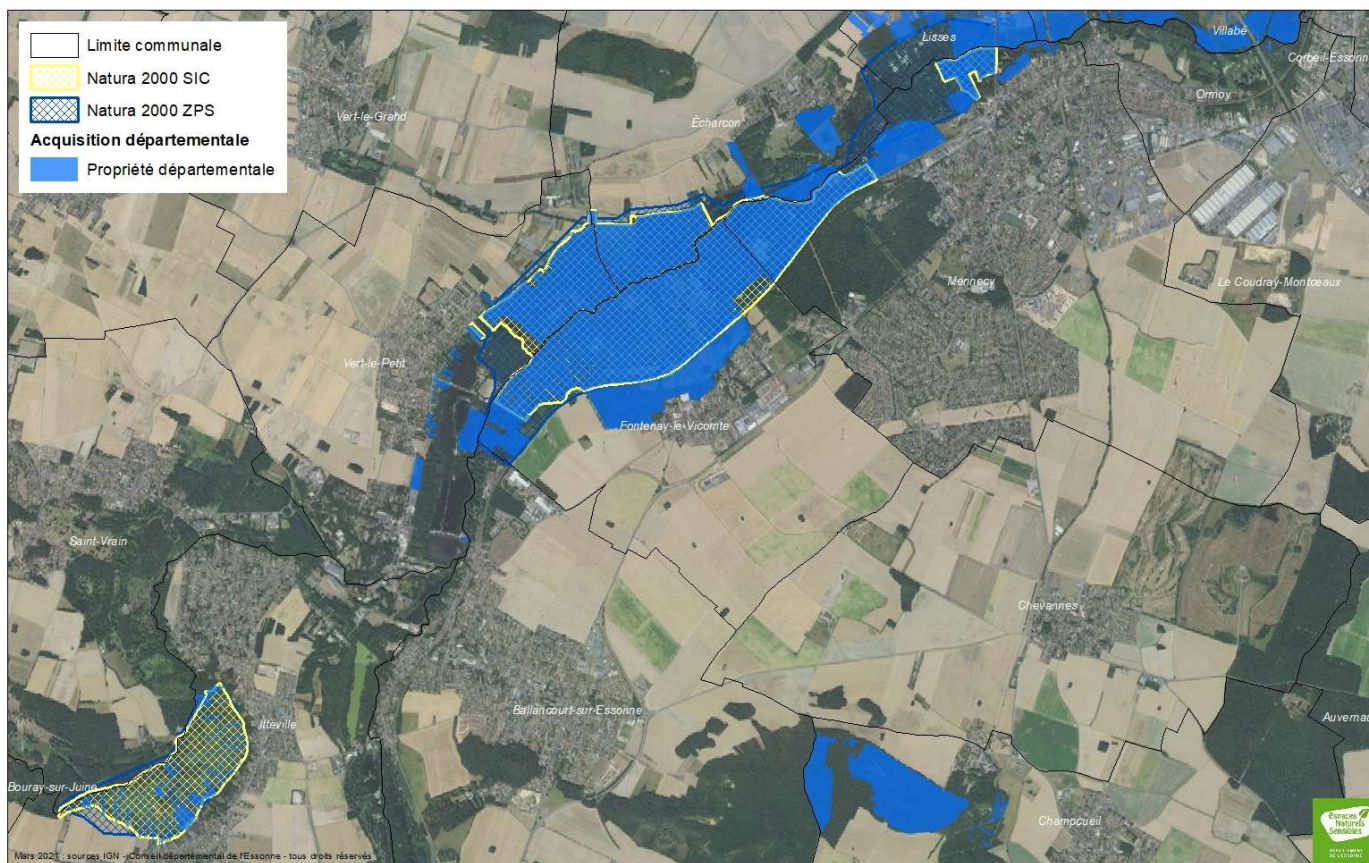 Limite communale
Natura 2000 SIC
Natura 2000 ZPS
Acquisition départementale
Propriété départementale
Lisses
Villabé
Corbeil-Essonn
Ormoy
Vert-le-Grand
Écharcon
Mennecy
Le Coudray-Montceaux
Vert-le-Petit
Fontenay-le-Vicomte
Saint-Vrain
Chevannes
Ballancourt-sur-Essonne
Itteville
Auverna
Bouray-sur-Juine
Champcueil
Espaces
Naturels
Sensibles
Mars 2021 : sources IGN - Conseil départemental de l'Essonne - tous droits réservés